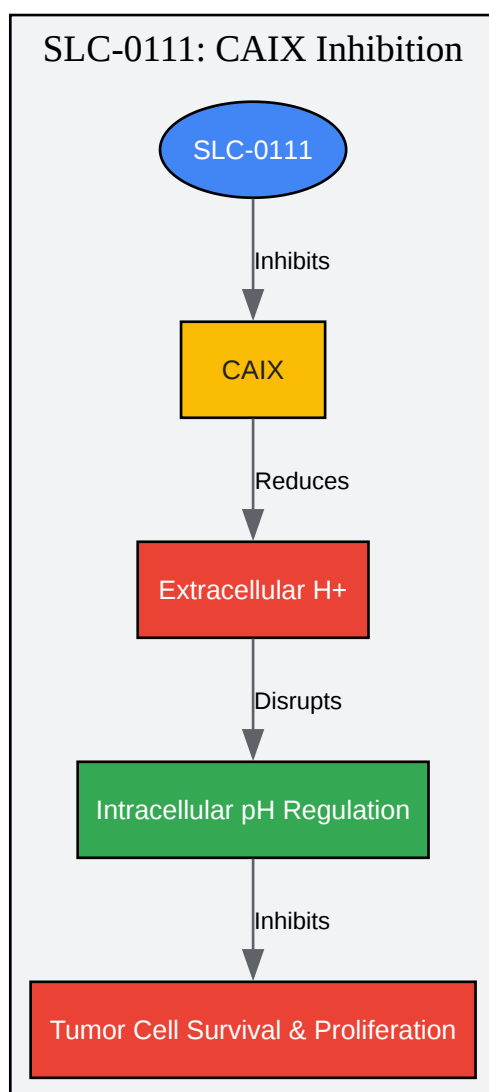 SLC-0111: CAIX Inhibition
SLC-0111
Inhibits
CAIX
Reduces
Extracellular H+
Disrupts
Intracellular pH Regulation
Inhibits
Tumor Cell Survival & Proliferation